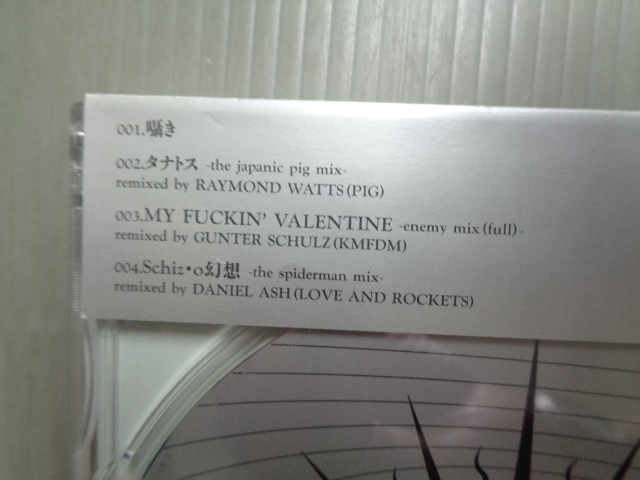 001.囁き
002.タナトス -the japanic pig mix-
remixed by RAYMOND WATTS(PIG)
003.MY FUCKIN' VALENTINE -enemy mix(full)-
remixed by GUNTER SCHULZ(KMFDM)
004.Schiz・o幻想 -the spiderman mix-
remixed by DANIEL ASH(LOVE AND ROCKETS)